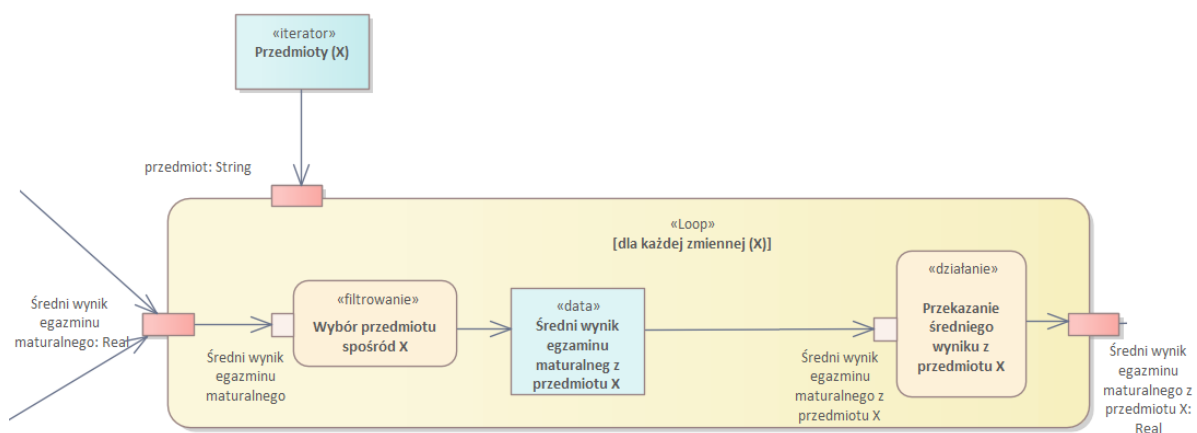 «iterator»
Przedmioty (X)
przedmiot: String
«Loop»
[dla każdej zmiennej (X)]
Średni wynik
egazminu
maturalnego: Real
«filtrowanie»
Wybór przedmiotu
spośród X
Średni wynik
egazminu
maturalnego
«data»
Średni wynik
egzaminu
maturalneg z
przedmiotu X
Średni wynik
egazminu
maturalnego z
przedmiotu X
«działanie»
Przekazanie
średniego
wyniku z
przedmiotu X
Średni wynik
egazminu
maturalnego z
przedmiotu X:
Real